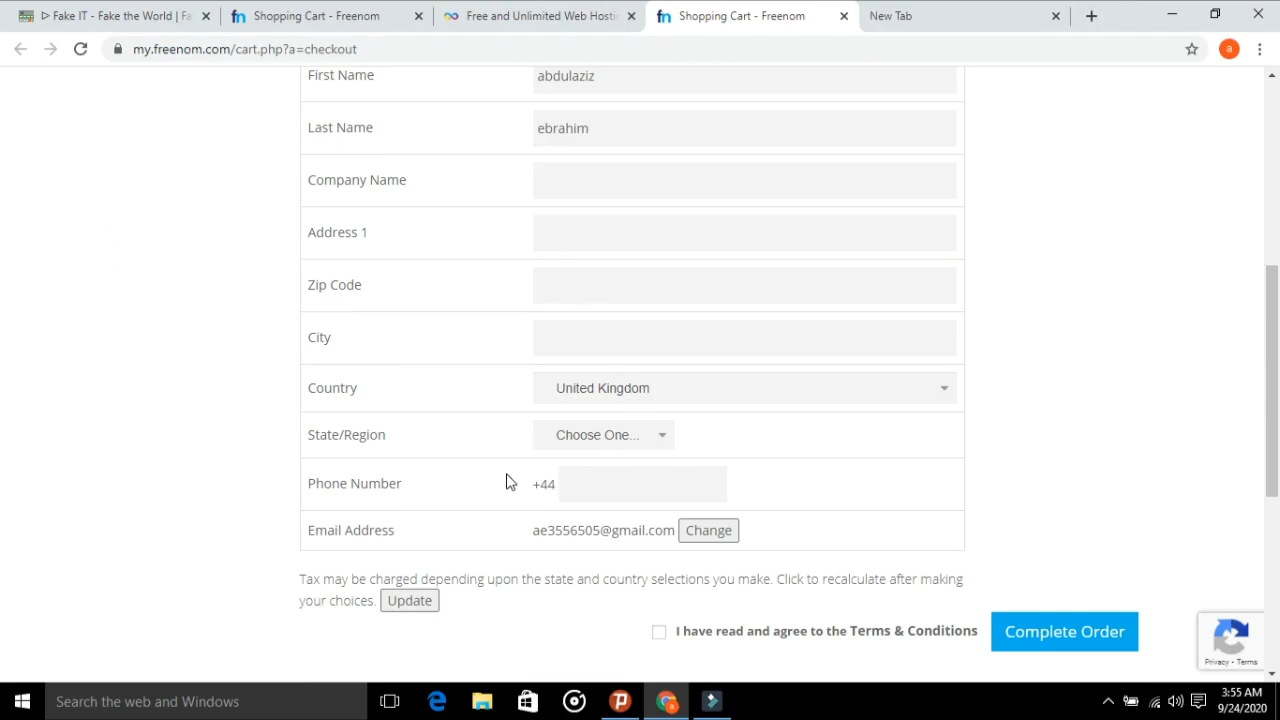 ᐅ Fake IT - Fake the World | Fa
Shopping Cart - Freenom
Free and Unlimited Web Hosti
Shopping Cart - Freenom
New Tab
my.freenom.com/cart.php?a=checkout
a
First Name abdulaziz
Last Name ebrahim
Company Name
Address 1
Zip Code
City
Country United Kingdom
State/Region Choose One...
Phone Number +44
Email Address ae3556505@gmail.com Change
Tax may be charged depending upon the state and country selections you make. Click to recalculate after making
your choices. Update
I have read and agree to the Terms & Conditions Complete Order
Privacy - Terms
Search the web and Windows
3:55 AM
9/24/2020